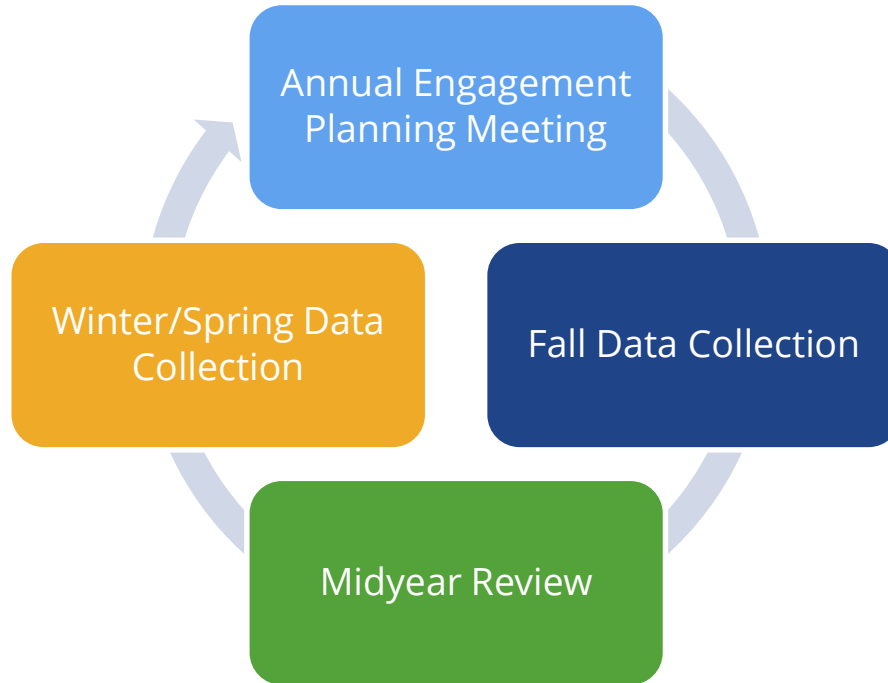 Annual Engagement
Planning Meeting
Fall Data Collection
Midyear Review
Winter/Spring Data
Collection